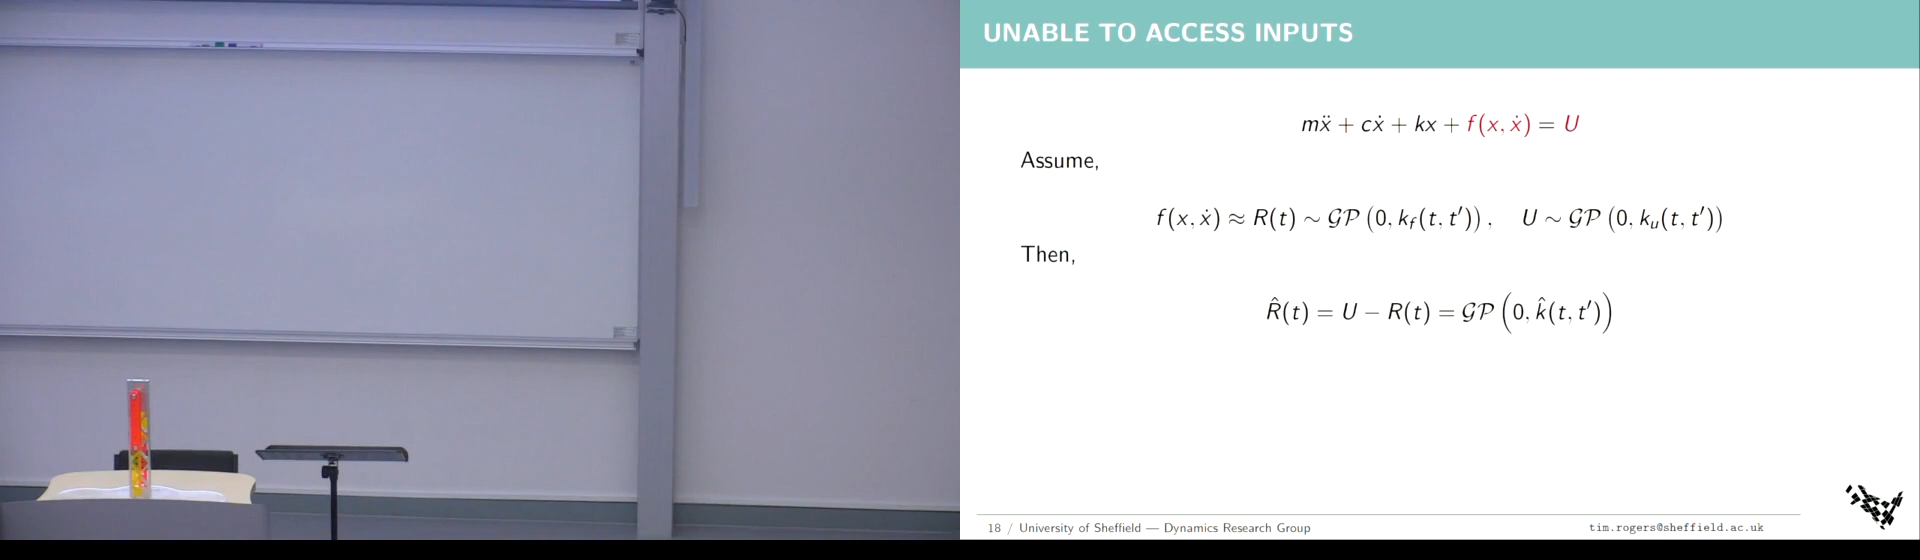 UNABLE TO ACCESS INPUTS
mẍ + cẋ + kx + f(x, ẋ) = U
Assume,
f(x, ẋ) ≈ R(t) ∼ 𝒢𝒫 (0, k_f(t, t′)) , U ∼ 𝒢𝒫 (0, k_u(t, t′))
Then,
R̂(t) = U − R(t) = 𝒢𝒫 (0, k̂(t, t′))
18 / University of Sheffield — Dynamics Research Group
tim.rogers@sheffield.ac.uk